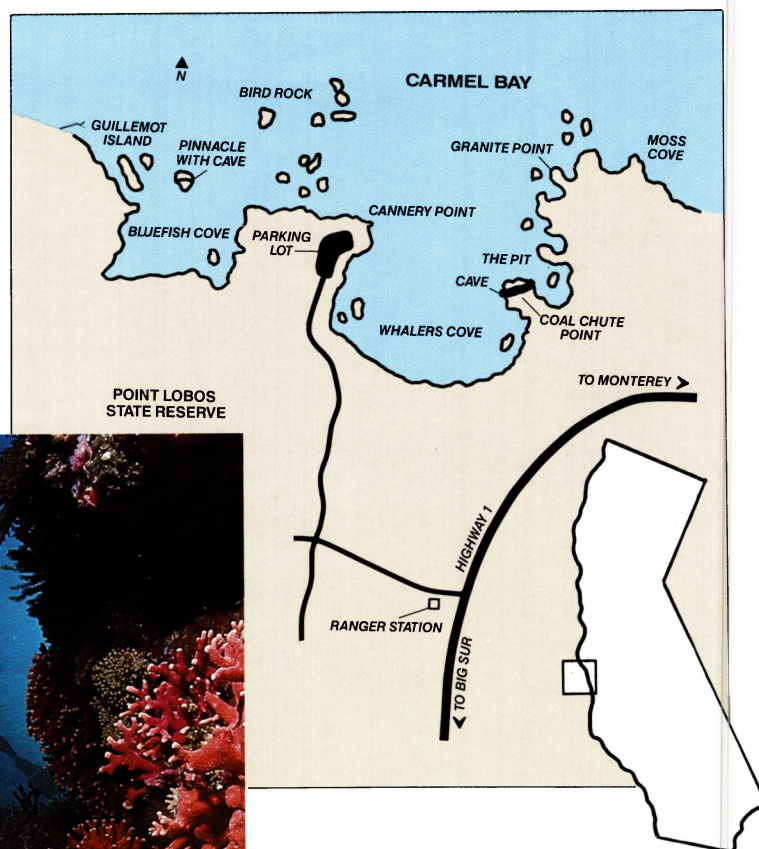 CARMEL BAY
N
BIRD ROCK
GUILLEMOT
ISLAND
PINNACLE
WITH CAVE
GRANITE POINT
MOSS
COVE
CANNERY POINT
BLUEFISH COVE
PARKING
LOT
THE PIT
CAVE
COAL CHUTE
POINT
WHALERS COVE
TO MONTEREY
POINT LOBOS
STATE RESERVE
HIGHWAY 1
RANGER STATION
TO BIG SUR